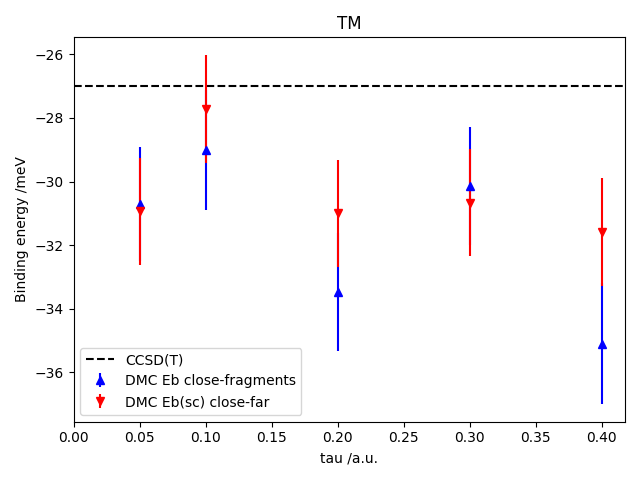 TM
Binding energy /meV
−26
−28
−30
−32
−34
−36
CCSD(T)
DMC Eb close-fragments
DMC Eb(sc) close-far
0.00 0.05 0.10 0.15 0.20 0.25 0.30 0.35 0.40
tau /a.u.